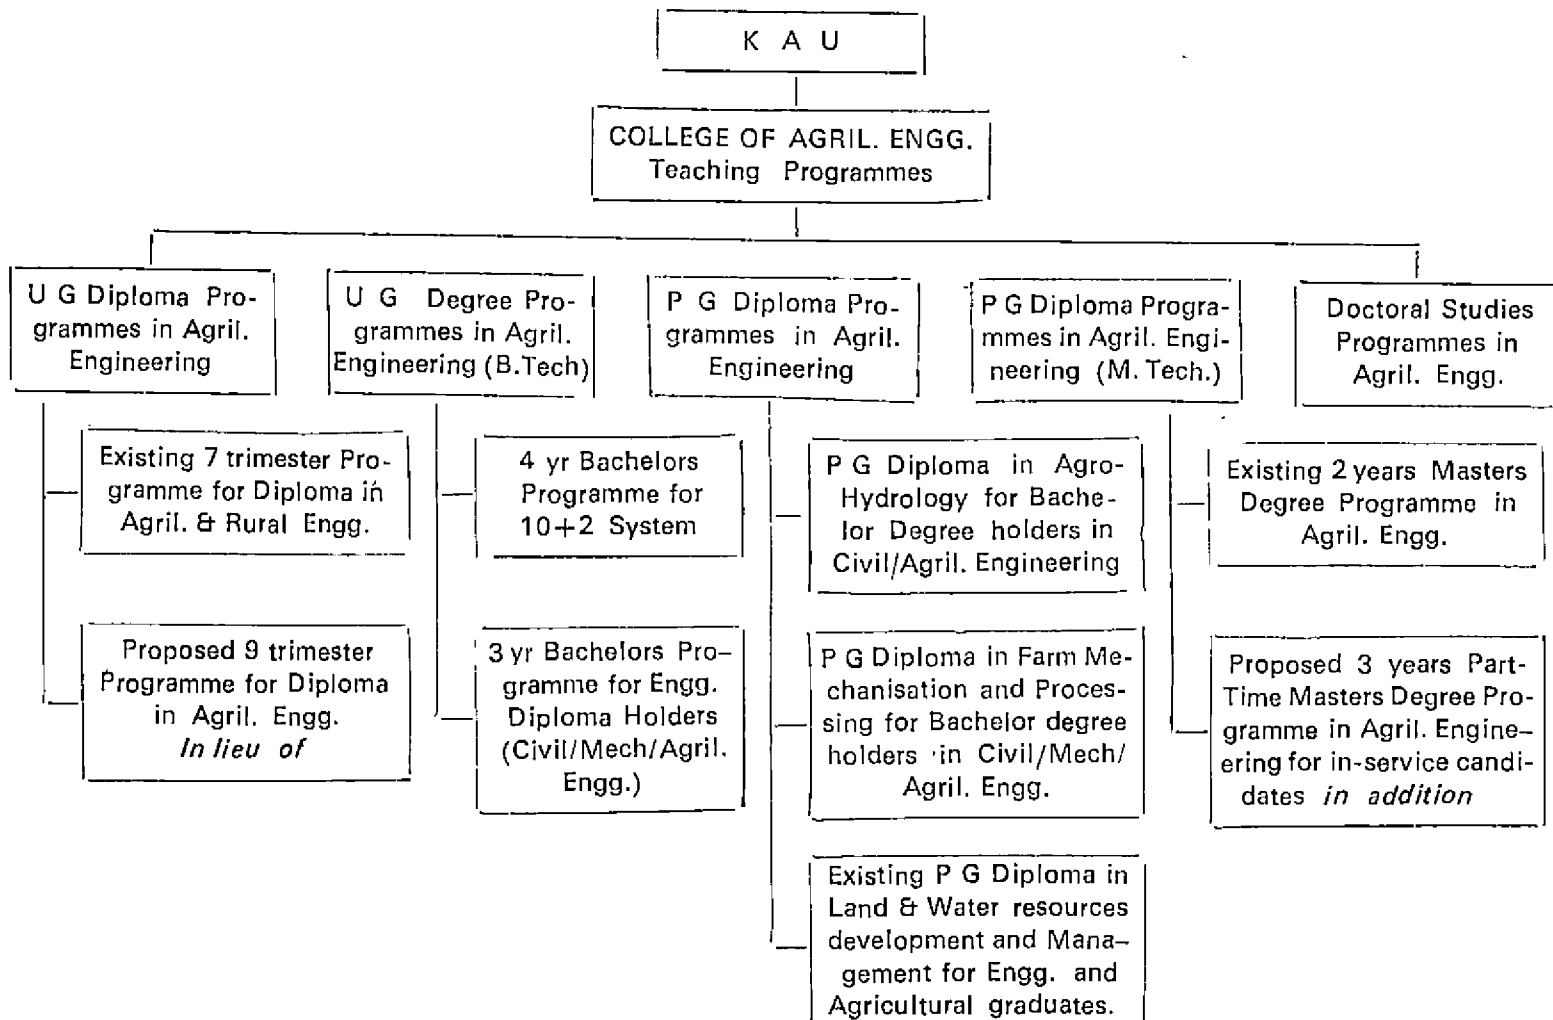 K A U
COLLEGE OF AGRIL. ENGG.
Teaching Programmes
U G Diploma Pro-
grammes in Agril.
Engineering
U G Degree Pro-
grammes in Agril.
Engineering (B.Tech)
P G Diploma Pro-
grammes in Agril.
Engineering
P G Diploma Progra-
mmes in Agril. Engi-
neering (M. Tech.)
Doctoral Studies
Programmes in
Agril. Engg.
Existing 7 trimester Pro-
gramme for Diploma in
Agril. & Rural Engg.
4 yr Bachelors
Programme for
10+2 System
P G Diploma in Agro-
Hydrology for Bache-
lor Degree holders in
Civil/Agril. Engineering
Existing 2 years Masters
Degree Programme in
Agril. Engg.
Proposed 9 trimester
Programme for Diploma
in Agril. Engg.
In lieu of
3 yr Bachelors Pro-
gramme for Engg.
Diploma Holders
(Civil/Mech/Agril.
Engg.)
P G Diploma in Farm Me-
chanisation and Proces-
sing for Bachelor degree
holders in Civil/Mech/
Agril. Engg.
Proposed 3 years Part-
Time Masters Degree Pro-
gramme in Agril. Engine-
ering for in-service candi-
dates in addition
Existing P G Diploma in
Land & Water resources
development and Mana-
gement for Engg. and
Agricultural graduates.